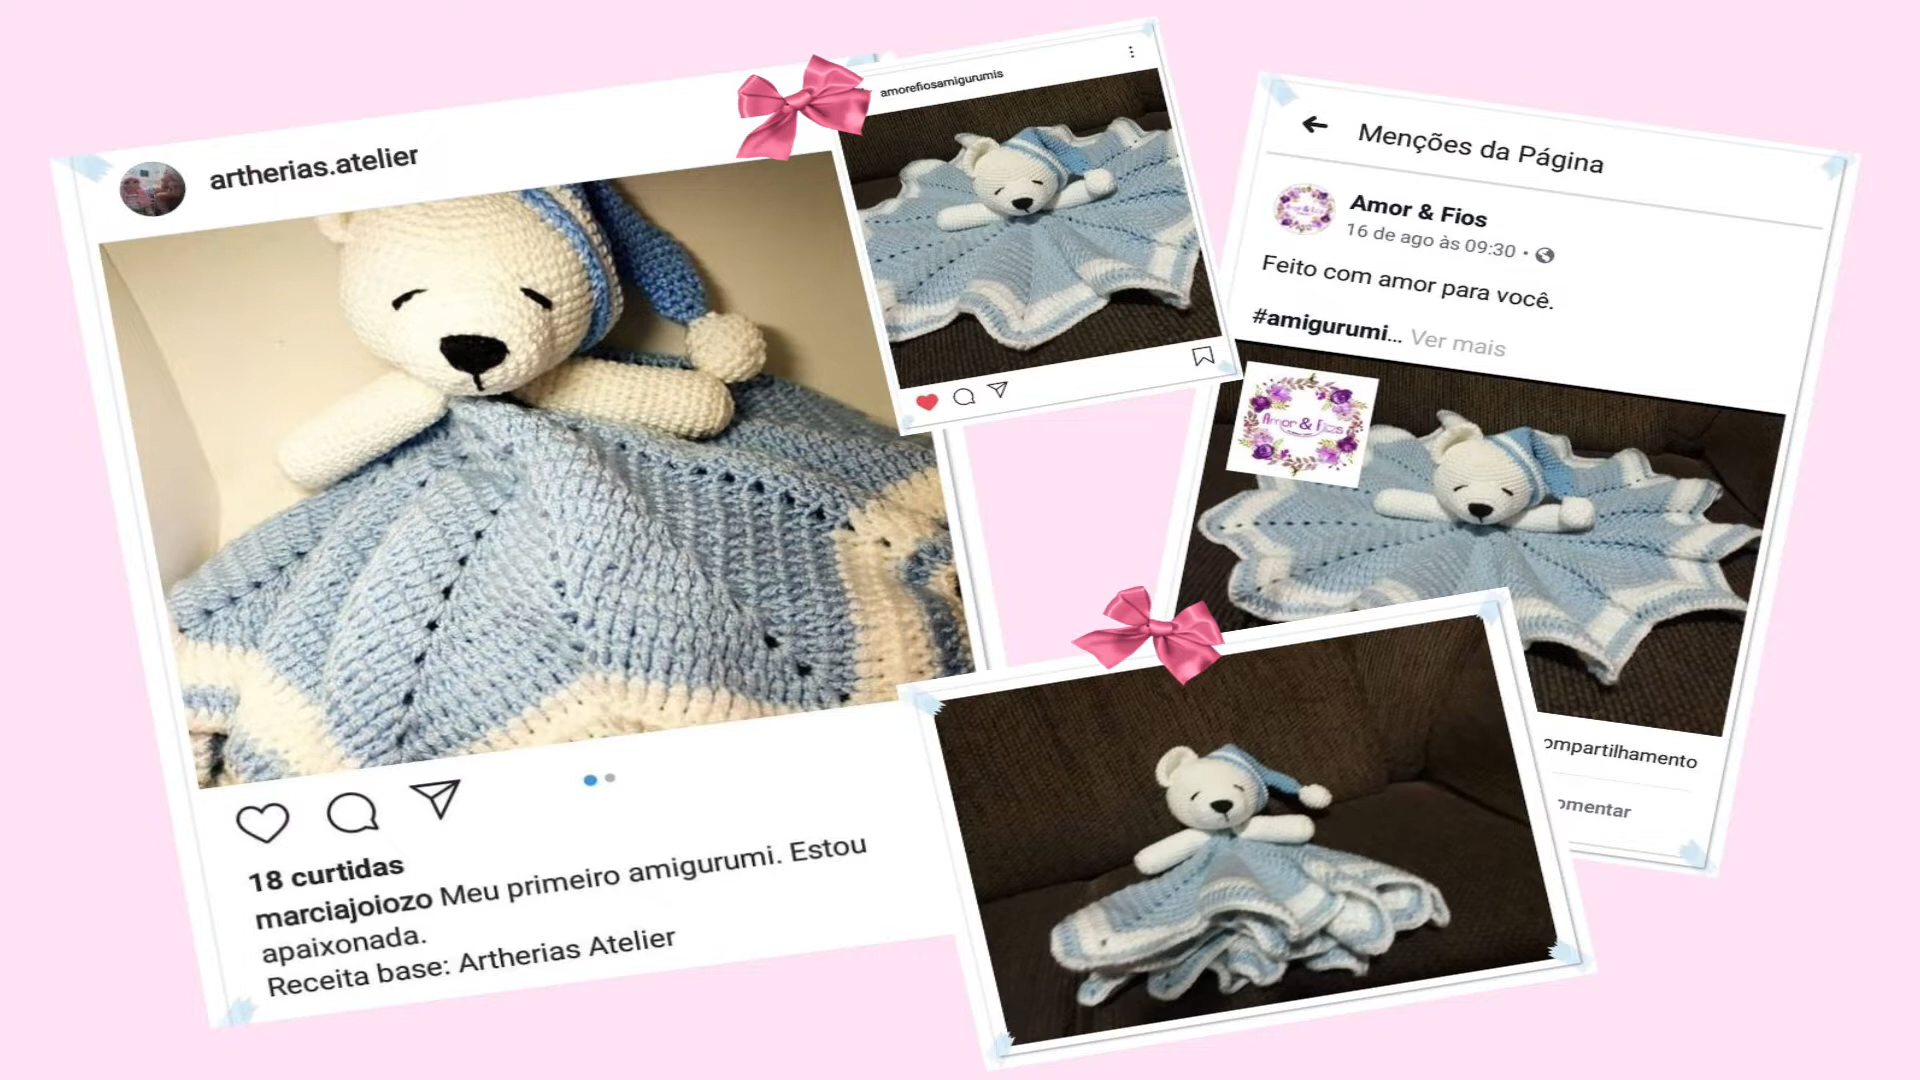 artherias.atelier
18 curtidas
marciajoiozo Meu primeiro amigurumi. Estou
apaixonada.
Receita base: Artherias Atelier
amorefiosamigurumis
Menções da Página
Amor & Fios
16 de ago às 09:30
Feito com amor para você.
#amigurumi... Ver mais
Amor & Fios
ompartilhamento
omentar